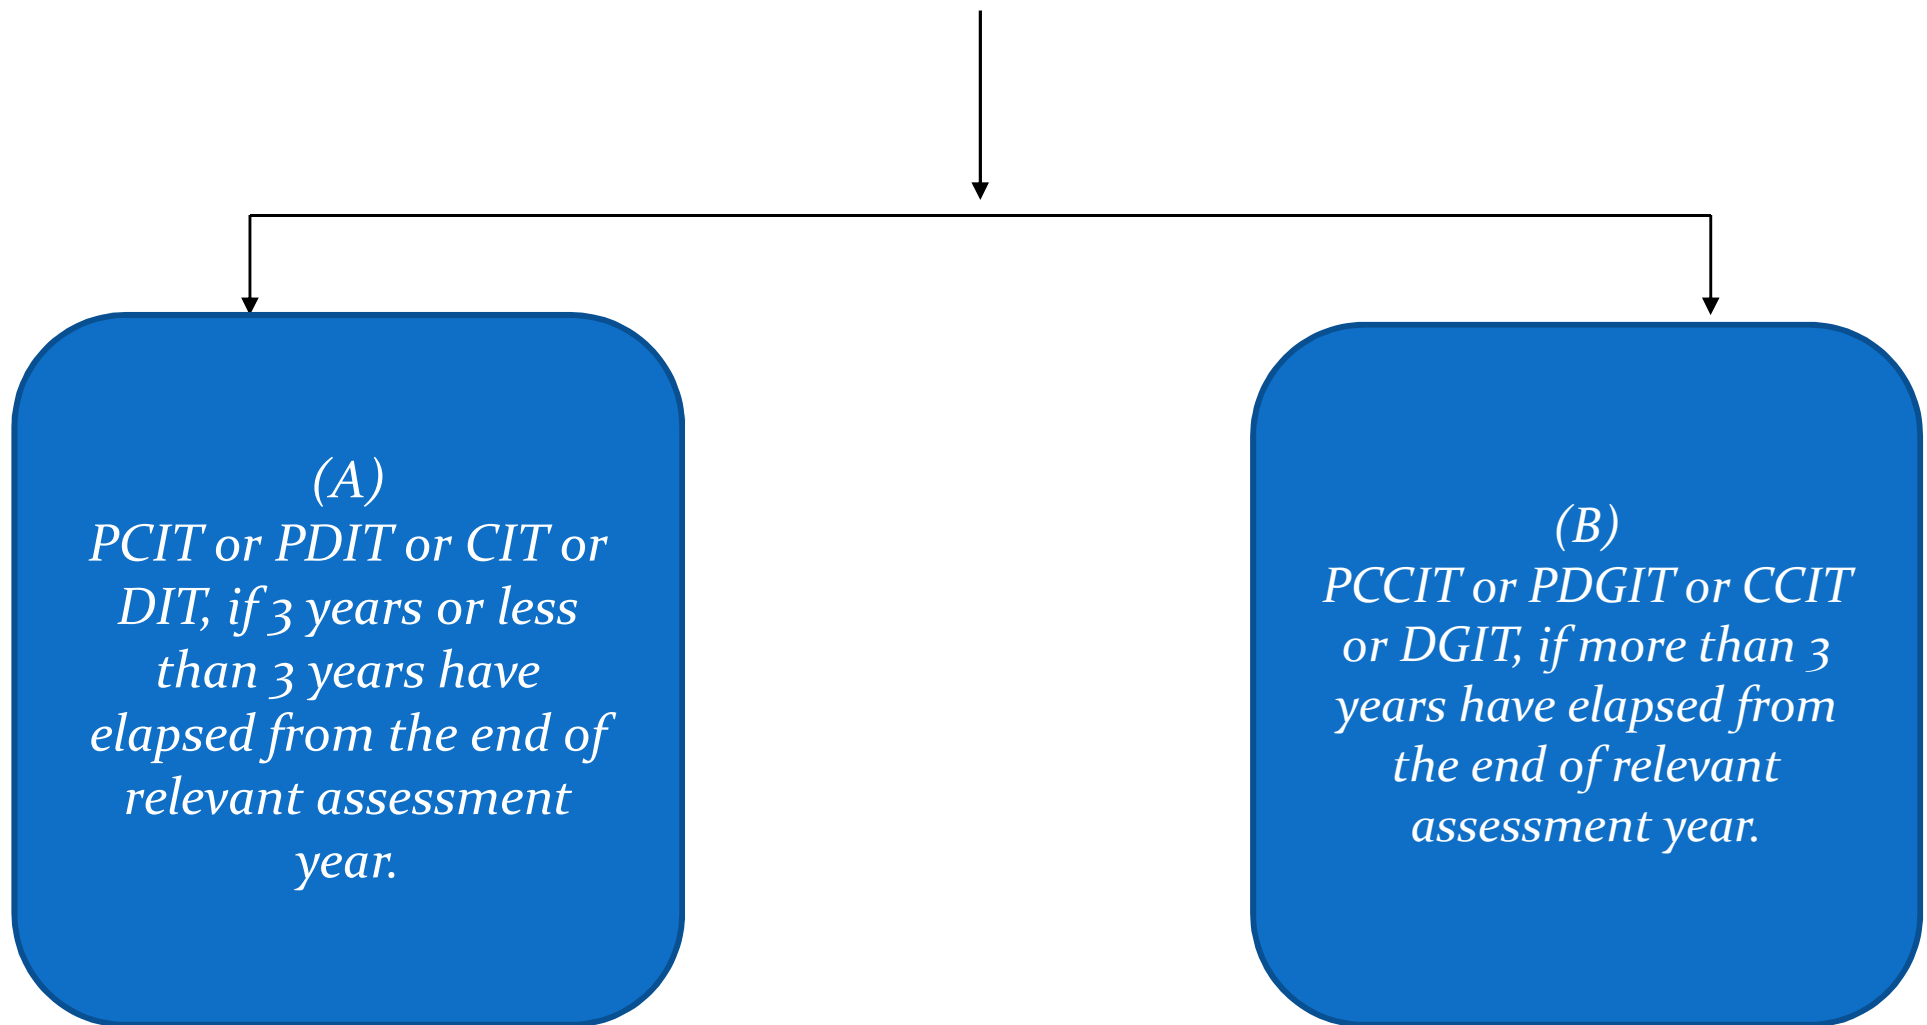 (A)
PCIT or PDIT or CIT or
DIT, if 3 years or less
than 3 years have
elapsed from the end of
relevant assessment
year.
(B)
PCCIT or PDGIT or CCIT
or DGIT, if more than 3
years have elapsed from
the end of relevant
assessment year.